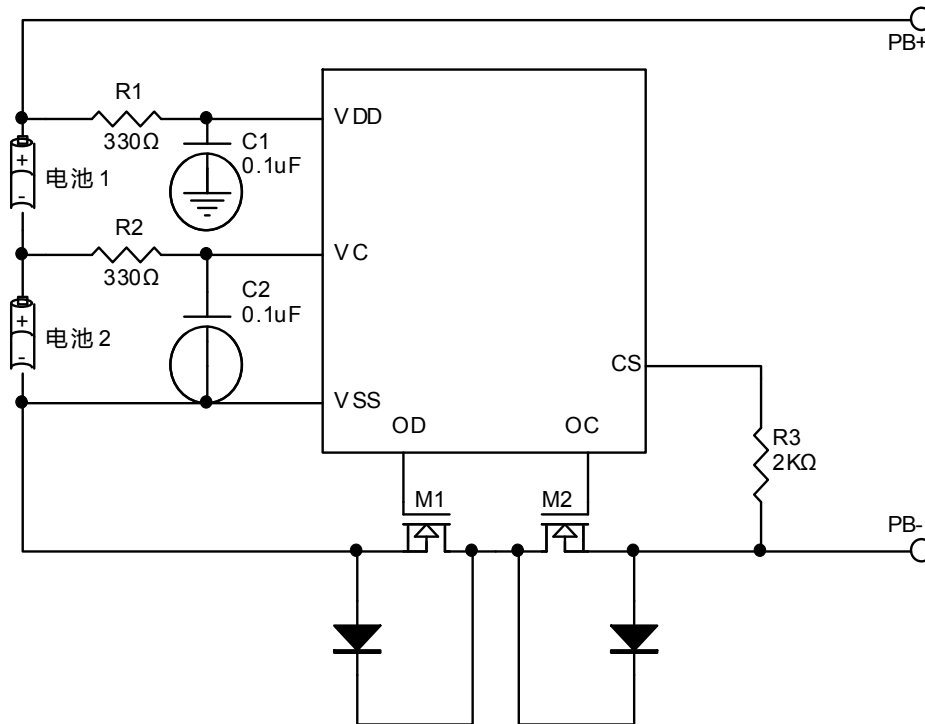 PB+
R1
330Ω
VDD
C1
0.1uF
+
-
电池1
R2
330Ω
VC
C2
0.1uF
+
-
电池2
CS
VSS
OD
OC
R3
2KΩ
M1
M2
PB-